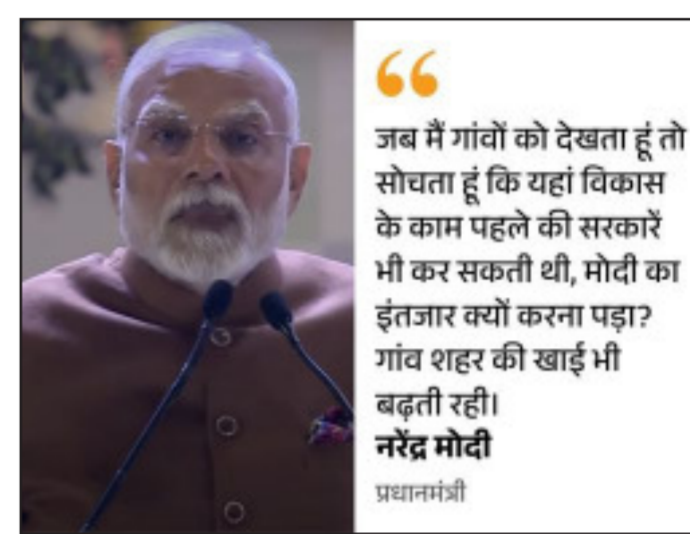 “
जब मैं गांवों को देखता हूं तो
सोचता हूं कि यहां विकास
के काम पहले की सरकारें
भी कर सकती थी, मोदी का
इंतजार क्यों करना पड़ा?
गांव शहर की खाई भी
बढ़ती रही।
नरेंद्र मोदी
प्रधानमंत्री